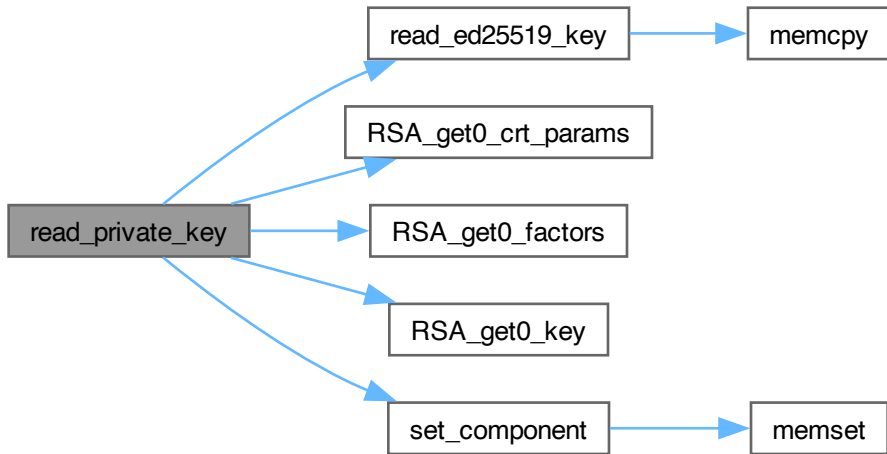 read_ed25519_key
memcpy
RSA_get0_crt_params
read_private_key
RSA_get0_factors
RSA_get0_key
set_component
memset